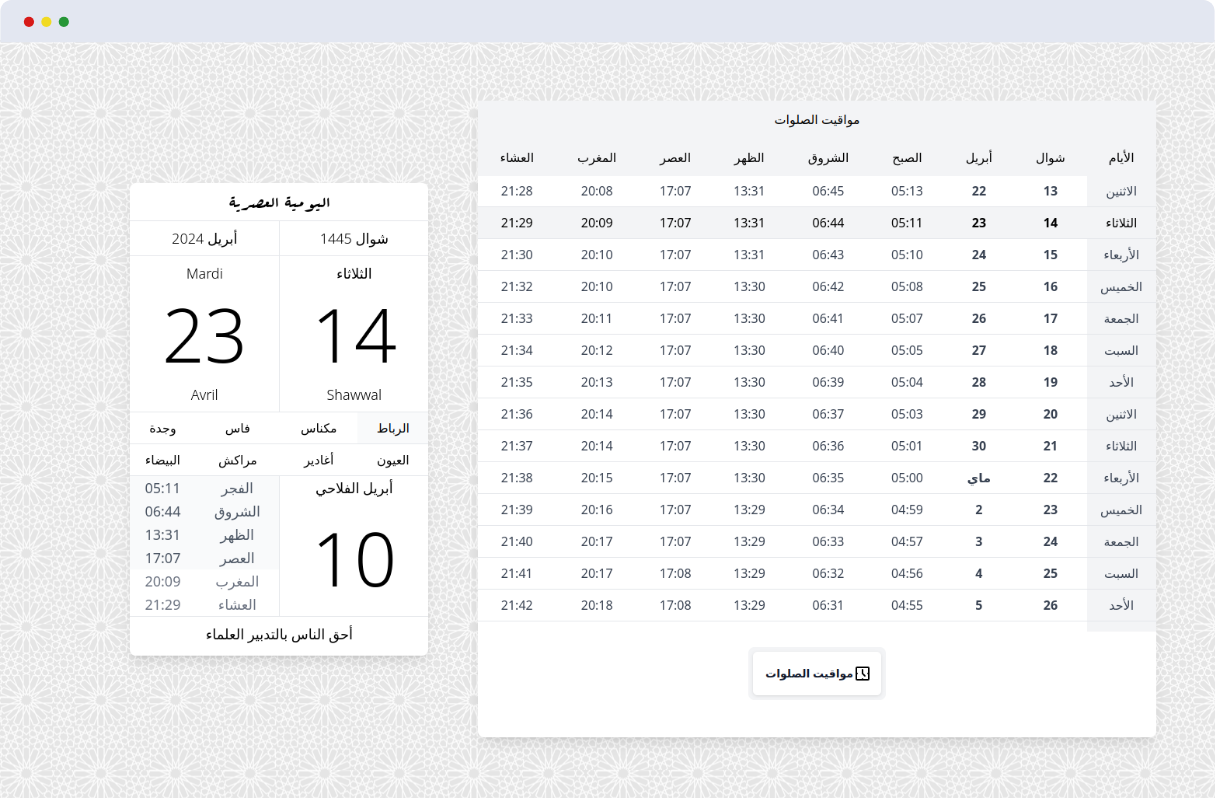 مواقيت الصلوات
الأيام شوال أبريل الصبح الشروق الظهر العصر المغرب العشاء
الاثنين 13 22 05:13 06:45 13:31 17:07 20:08 21:28
الثلاثاء 14 23 05:11 06:44 13:31 17:07 20:09 21:29
الأربعاء 15 24 05:10 06:43 13:31 17:07 20:10 21:30
الخميس 16 25 05:08 06:42 13:30 17:07 20:10 21:32
الجمعة 17 26 05:07 06:41 13:30 17:07 20:11 21:33
السبت 18 27 05:05 06:40 13:30 17:07 20:12 21:34
الأحد 19 28 05:04 06:39 13:30 17:07 20:13 21:35
الاثنين 20 29 05:03 06:37 13:30 17:07 20:14 21:36
الثلاثاء 21 30 05:01 06:36 13:30 17:07 20:14 21:37
الأربعاء 22 ماي 05:00 06:35 13:30 17:07 20:15 21:38
الخميس 23 2 04:59 06:34 13:29 17:07 20:16 21:39
الجمعة 24 3 04:57 06:33 13:29 17:07 20:17 21:40
السبت 25 4 04:56 06:32 13:29 17:08 20:17 21:41
الأحد 26 5 04:55 06:31 13:29 17:08 20:18 21:42
مواقيت الصلوات
اليومية العصرية
شوال 1445 أبريل 2024
الثلاثاء Mardi
14 23
Shawwal Avril
الرباط مكناس فاس وجدة
العيون أغادير مراكش البيضاء
أبريل الفلاحي
10
الفجر 05:11
الشروق 06:44
الظهر 13:31
العصر 17:07
المغرب 20:09
العشاء 21:29
أحق الناس بالتدبير العلماء